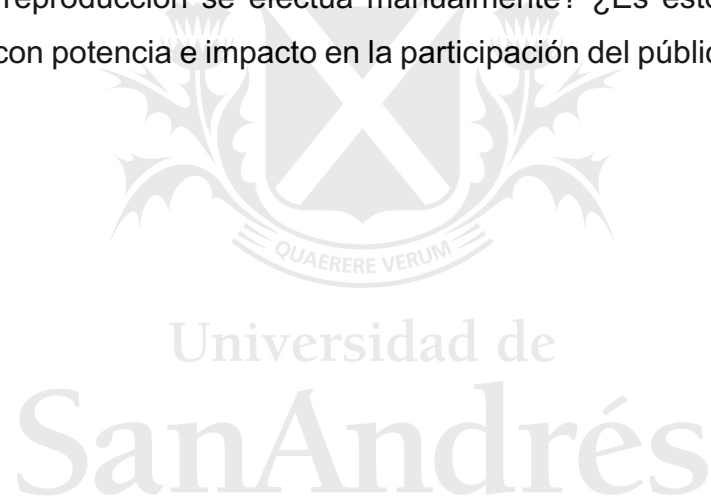 reproducción se efectúa manualmente? ¿Es esto
con potencia e impacto en la participación del públic
QUAERERE VERUM
Universidad de
SanAndrés